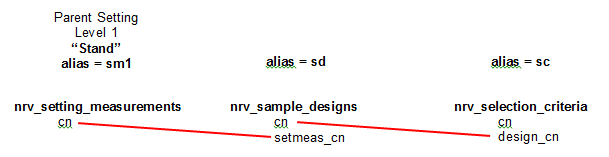 Parent Setting
Level 1
“Stand”
alias = sm1
alias = sd
alias = sc
nrv_setting_measurements
cn
nrv_sample_designs
cn
setmeas_cn
nrv_selection_criteria
cn
design_cn